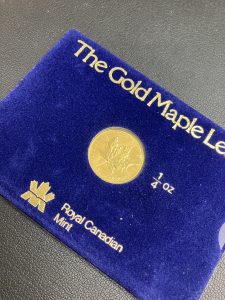 The Gold Maple Le
1/4 oz
Royal Canadian
Mint